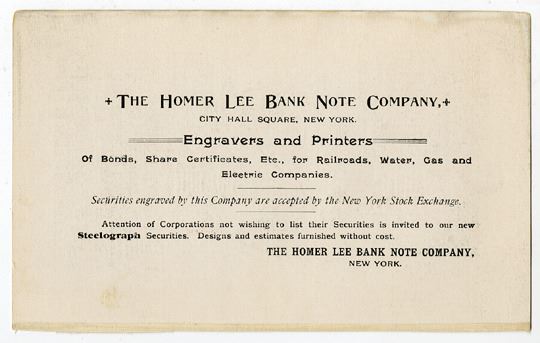 + THE HOMER LEE BANK NOTE COMPANY, +
CITY HALL SQUARE, NEW YORK.
Engravers and Printers
Of Bonds, Share Certificates, Etc., for Railroads, Water, Gas and
Electric Companies.
Securities engraved by this Company are accepted by the New York Stock Exchange.
Attention of Corporations not wishing to list their Securities is invited to our new
Steelograph Securities. Designs and estimates furnished without cost.
THE HOMER LEE BANK NOTE COMPANY,
NEW YORK.